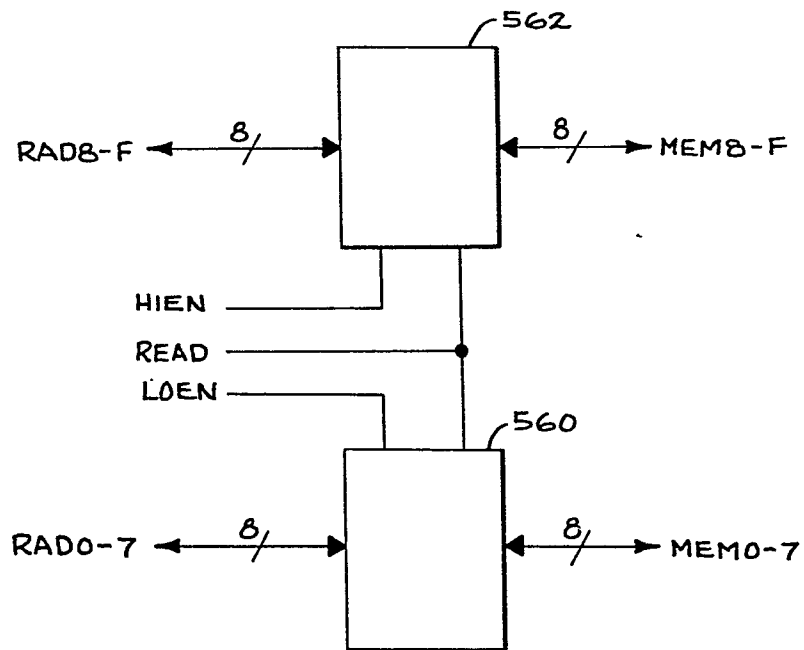 562
RAD8-F 8 8 MEM8-F
HIEN
READ
LOEN
560
RAD0-7 8 8 MEM0-7